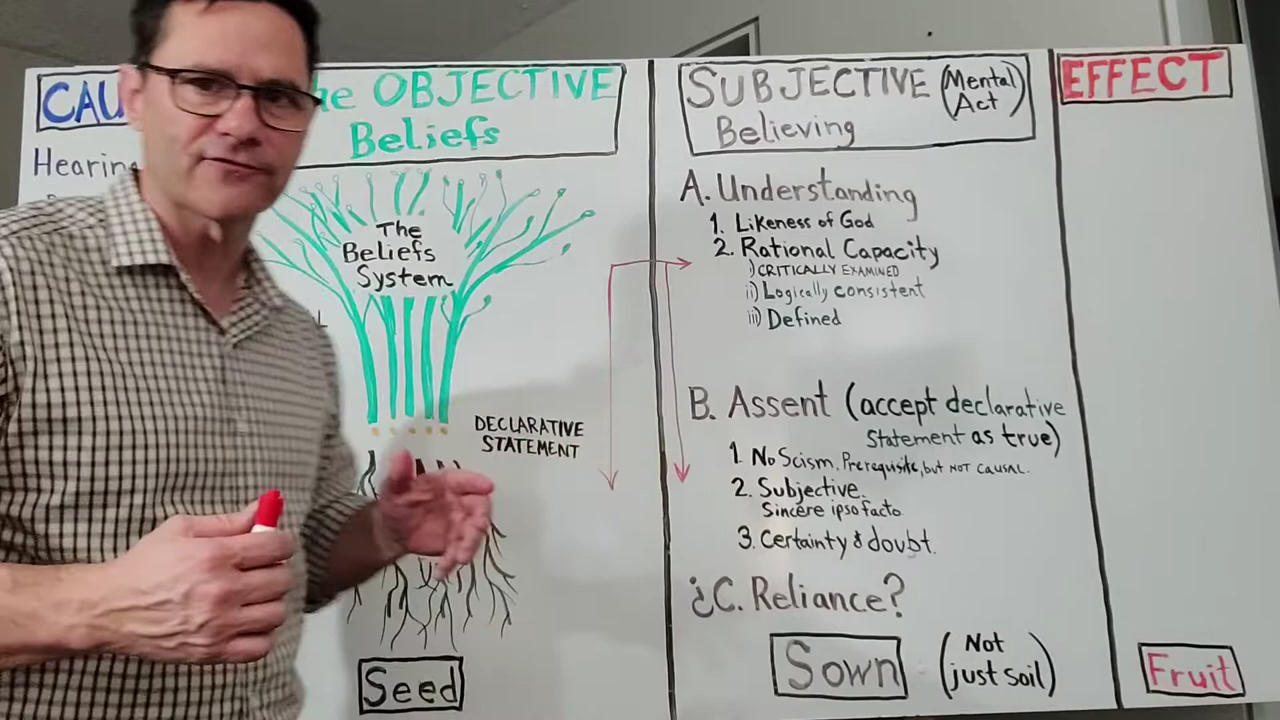 CAU
Hearing
he OBJECTIVE
Beliefs
The
Beliefs
System
DECLARATIVE
STATEMENT
Seed
SUBJECTIVE (Mental Act)
Believing
A. Understanding
1. Likeness of God
2. Rational Capacity
i) CRITICALLY EXAMINED
ii) Logically consistent
iii) Defined
B. Assent (accept declarative
Statement as true)
1. No Scism. Prerequisite, but NOT CAUSAL.
2. Subjective.
Sincere ipso facto
3. Certainty & doubt.
¿C. Reliance?
Sown
(Not
just soil)
EFFECT
Fruit